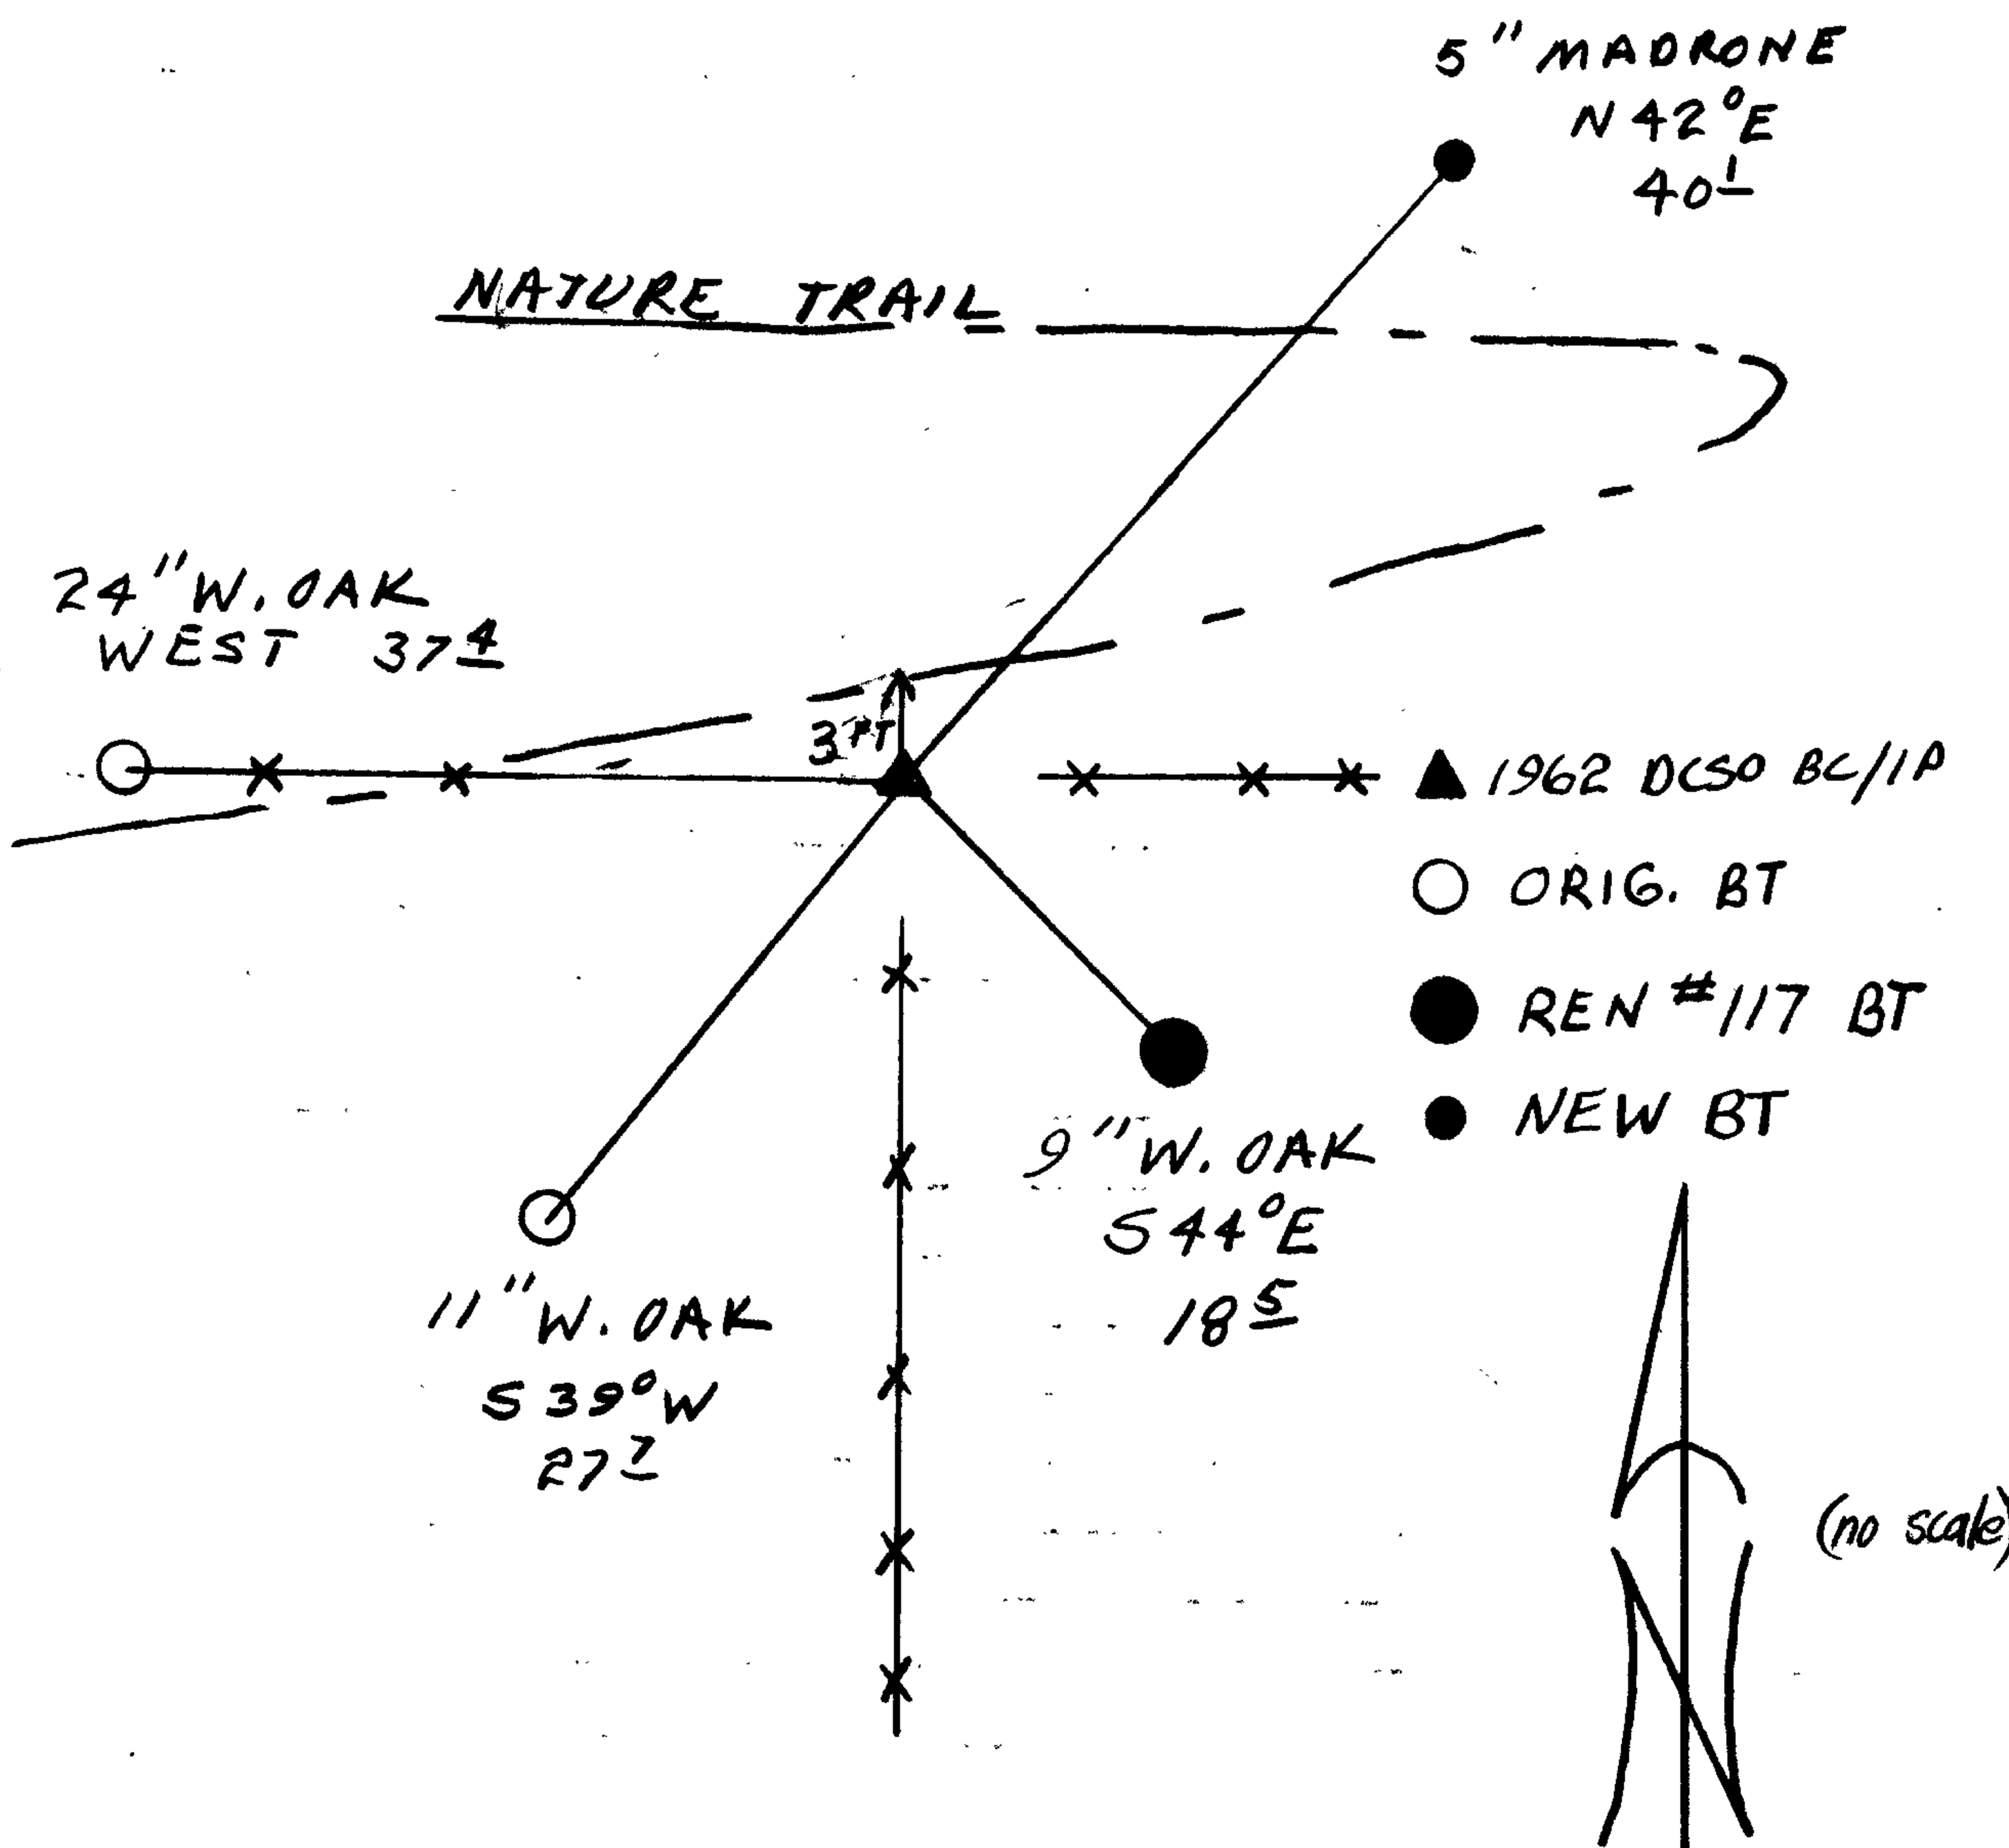 5" MADRONE
N 42°E
40 1
NATURE TRAIL
24" W. OAK
WEST 37 4
3 FT
1962 DCSO BC/IP
ORIG. BT
REN #117 BT
NEW BT
9" W. OAK
S 44°E
18 5
11" W. OAK
S 39°W
27 7
(no scale)
N